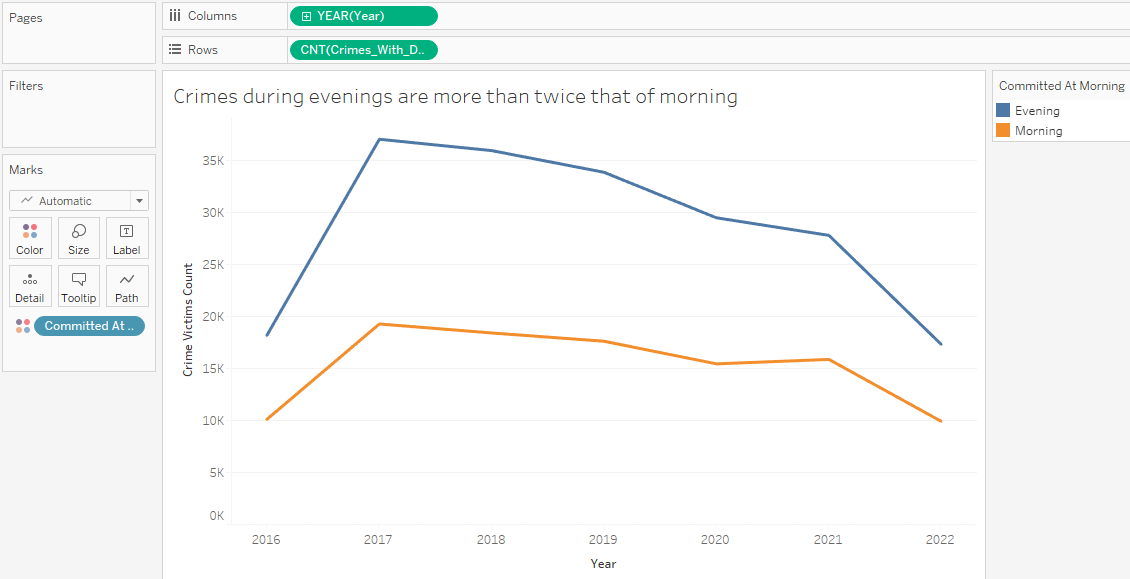 Pages
Columns
YEAR(Year)
Rows
CNT(Crimes_With_D..
Filters
Marks
Automatic
Color
Size
Label
Detail
Tooltip
Path
Committed At ..
Crimes during evenings are more than twice that of morning
Crime Victims Count
35K
30K
25K
20K
15K
10K
5K
0K
2016
2017
2018
2019
2020
2021
2022
Year
Committed At Morning
Evening
Morning